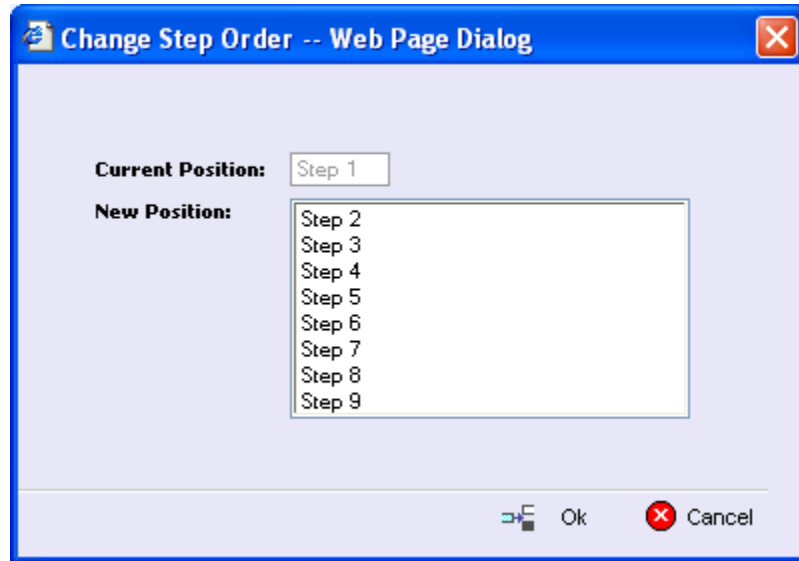 Change Step Order -- Web Page Dialog
Current Position: Step 1
New Position:
Step 2
Step 3
Step 4
Step 5
Step 6
Step 7
Step 8
Step 9
Ok Cancel